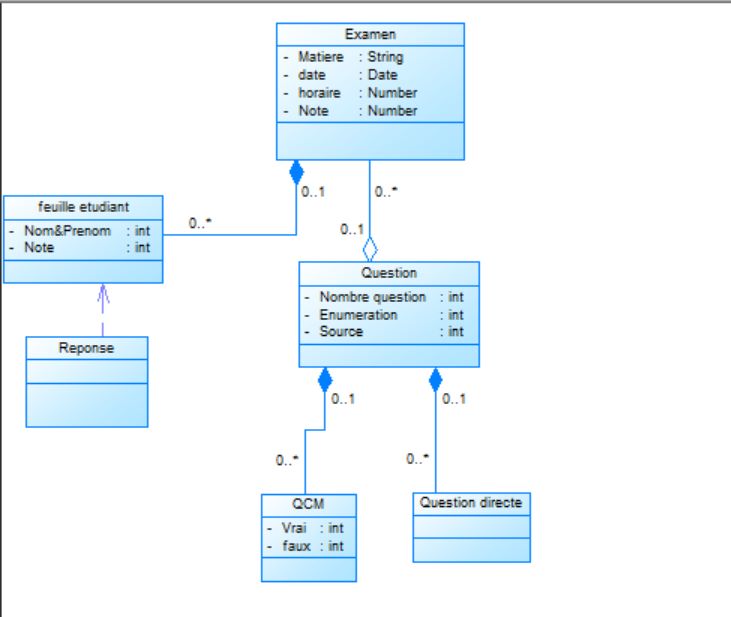 Examen
- Matiere : String
- date : Date
- horaire : Number
- Note : Number
0..1
0..*
feuille etudiant
- Nom&Prenom : int
- Note : int
0..*
0..1
Question
- Nombre question : int
- Enumeration : int
- Source : int
Reponse
0..1
0..1
0..*
0..*
QCM
- Vrai : int
- faux : int
Question directe